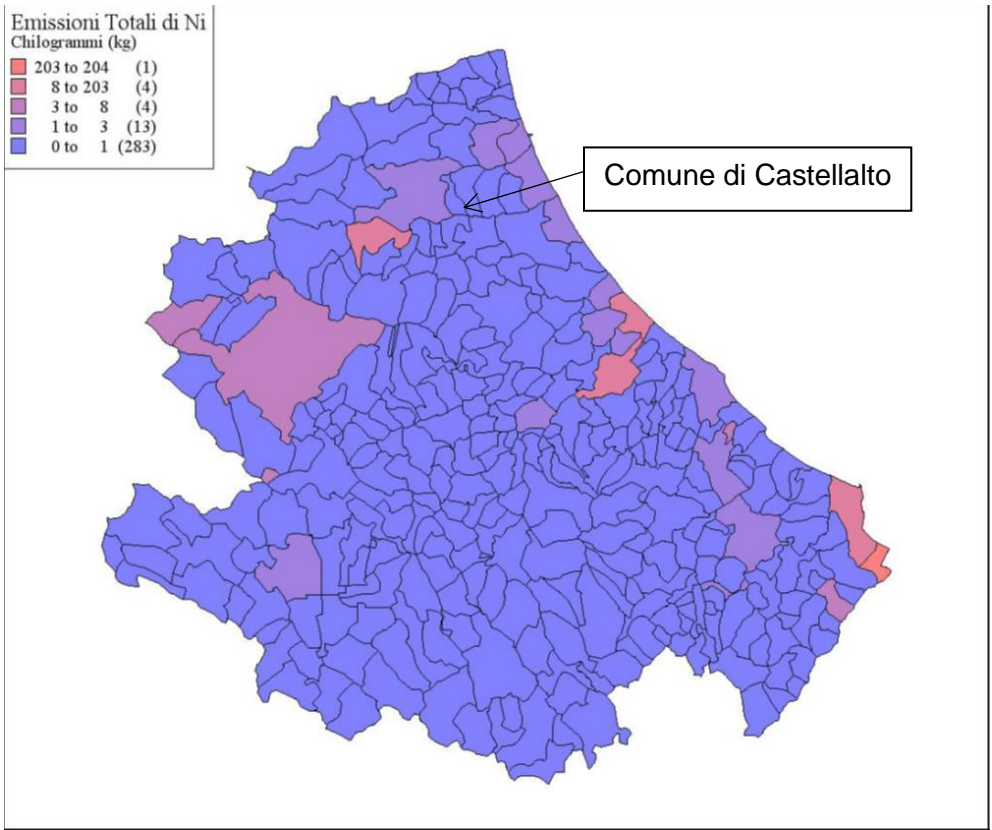 Emissioni Totali di Ni
Chilogrammi (kg)
203 to 204 (1)
8 to 203 (4)
3 to 8 (4)
1 to 3 (13)
0 to 1 (283)
Comune di Castellalto